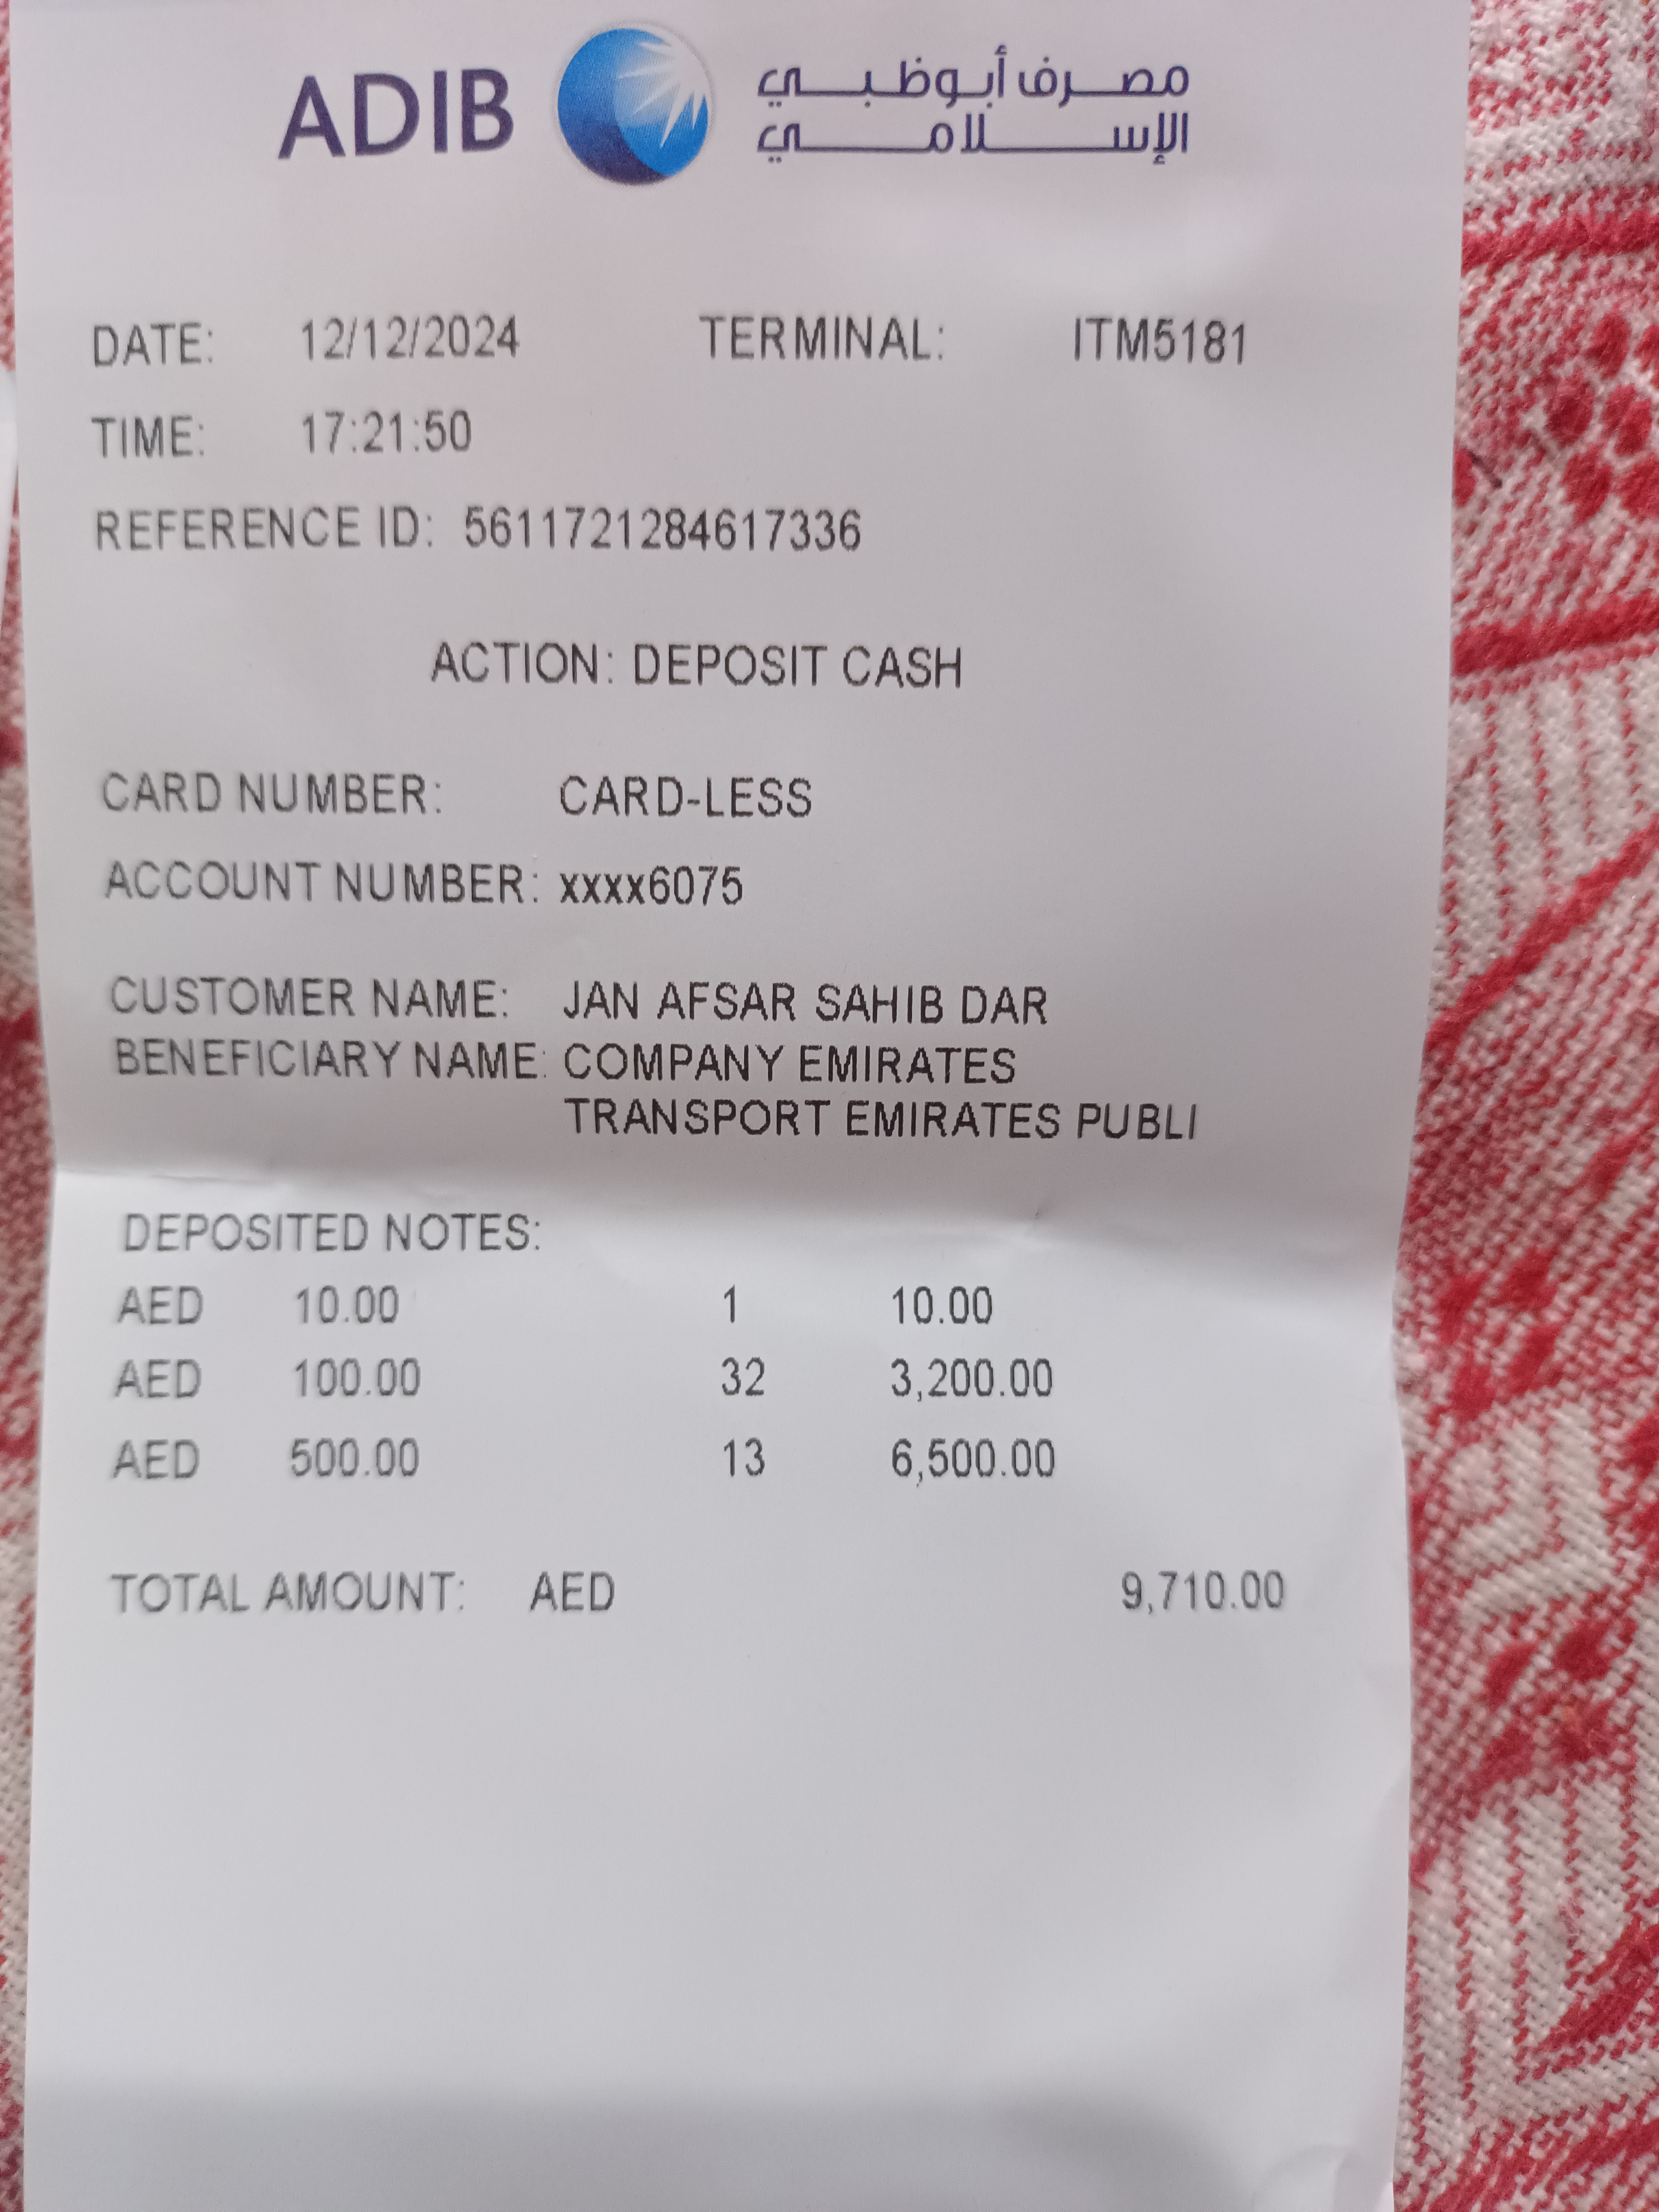 ADIB
مصرف أبوظبي
الإسلامي
DATE: 12/12/2024 TERMINAL: ITM5181
TIME: 17:21:50
REFERENCE ID: 5611721284617336
ACTION: DEPOSIT CASH
CARD NUMBER: CARD-LESS
ACCOUNT NUMBER: xxxx6075
CUSTOMER NAME: JAN AFSAR SAHIB DAR
BENEFICIARY NAME: COMPANY EMIRATES
TRANSPORT EMIRATES PUBLI
DEPOSITED NOTES:
AED 10.00 1 10.00
AED 100.00 32 3,200.00
AED 500.00 13 6,500.00
TOTAL AMOUNT: AED 9,710.00